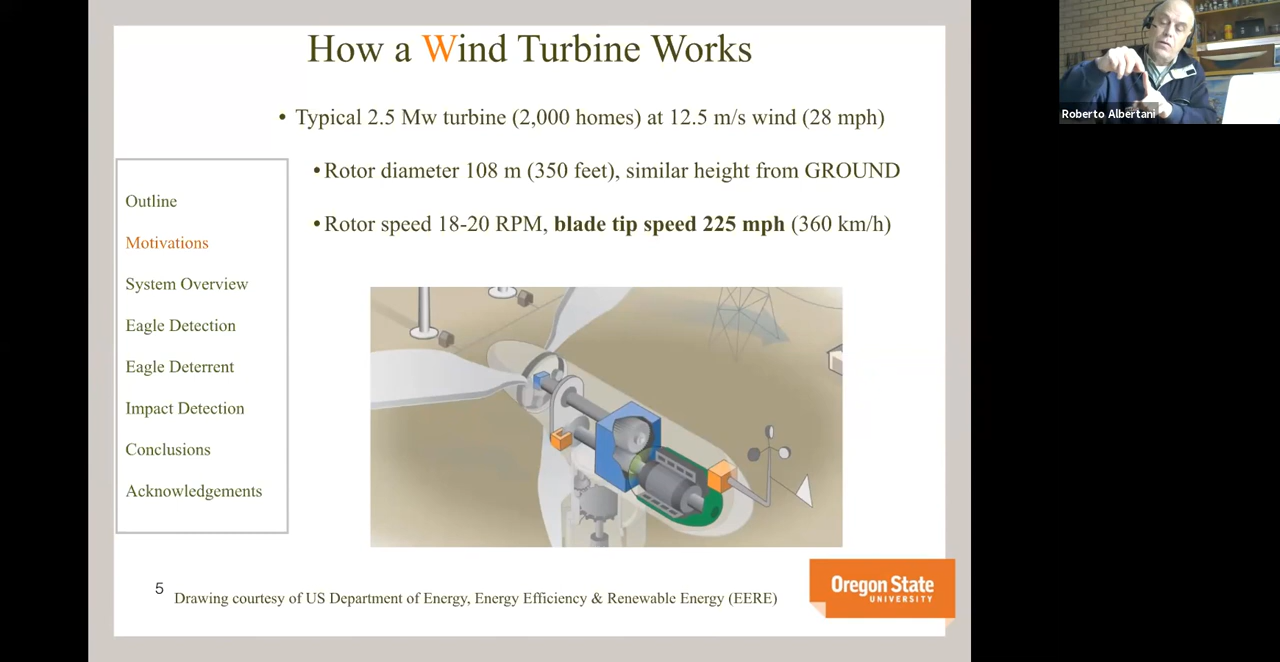 How a Wind Turbine Works
• Typical 2.5 Mw turbine (2,000 homes) at 12.5 m/s wind (28 mph)
• Rotor diameter 108 m (350 feet), similar height from GROUND
• Rotor speed 18-20 RPM, blade tip speed 225 mph (360 km/h)
Outline
Motivations
System Overview
Eagle Detection
Eagle Deterrent
Impact Detection
Conclusions
Acknowledgements
5
Drawing courtesy of US Department of Energy, Energy Efficiency & Renewable Energy (EERE)
Oregon State
UNIVERSITY
Roberto Albertani